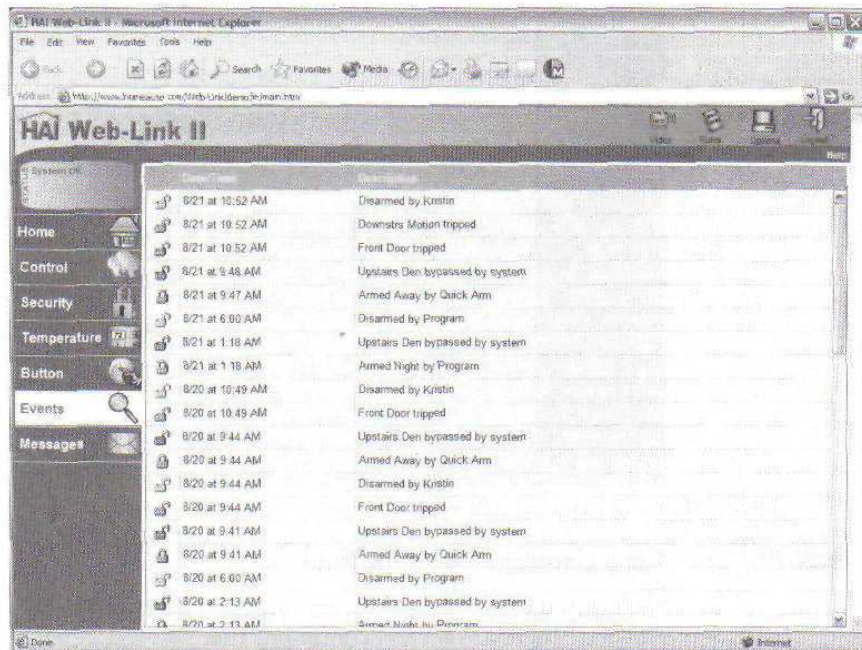 HAI Web-Link II - Microsoft Internet Explorer
File Edit View Favorites Tools Help
Back Search Favorites Media
Address Go
HAI Web-Link II
Video
Help
STATUS System OK
Date/Time Description
8/21 at 10:52 AM Disarmed by Kristin
8/21 at 10:52 AM Downstrs Motion tripped
Home
8/21 at 10:52 AM Front Door tripped
Control
8/21 at 9:48 AM Upstairs Den bypassed by system
8/21 at 9:47 AM Armed Away by Quick Arm
Security
8/21 at 6:00 AM Disarmed by Program
Temperature 72
8/21 at 1:18 AM Upstairs Den bypassed by system
8/21 at 1:18 AM Armed Night by Program
Button
8/20 at 10:49 AM Disarmed by Kristin
Events
8/20 at 10:49 AM Front Door tripped
8/20 at 9:44 AM Upstairs Den bypassed by system
Messages
8/20 at 9:44 AM Armed Away by Quick Arm
8/20 at 9:44 AM Disarmed by Kristin
8/20 at 9:44 AM Front Door tripped
8/20 at 9:41 AM Upstairs Den bypassed by system
8/20 at 9:41 AM Armed Away by Quick Arm
8/20 at 6:00 AM Disarmed by Program
8/20 at 2:13 AM Upstairs Den bypassed by system
8/20 at 2:13 AM Armed Night by Program
Done Internet